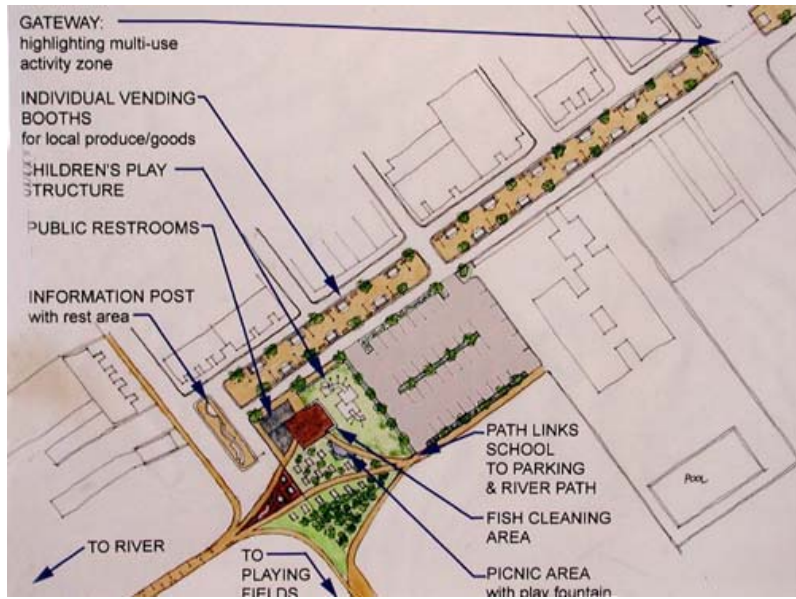 GATEWAY:
highlighting multi-use
activity zone
INDIVIDUAL VENDING
BOOTHS
for local produce/goods
CHILDREN'S PLAY
STRUCTURE
PUBLIC RESTROOMS
INFORMATION POST
with rest area
POOL
PATH LINKS
SCHOOL
TO PARKING
& RIVER PATH
FISH CLEANING
AREA
TO RIVER
TO
PLAYING
FIELDS
PICNIC AREA
with play fountain